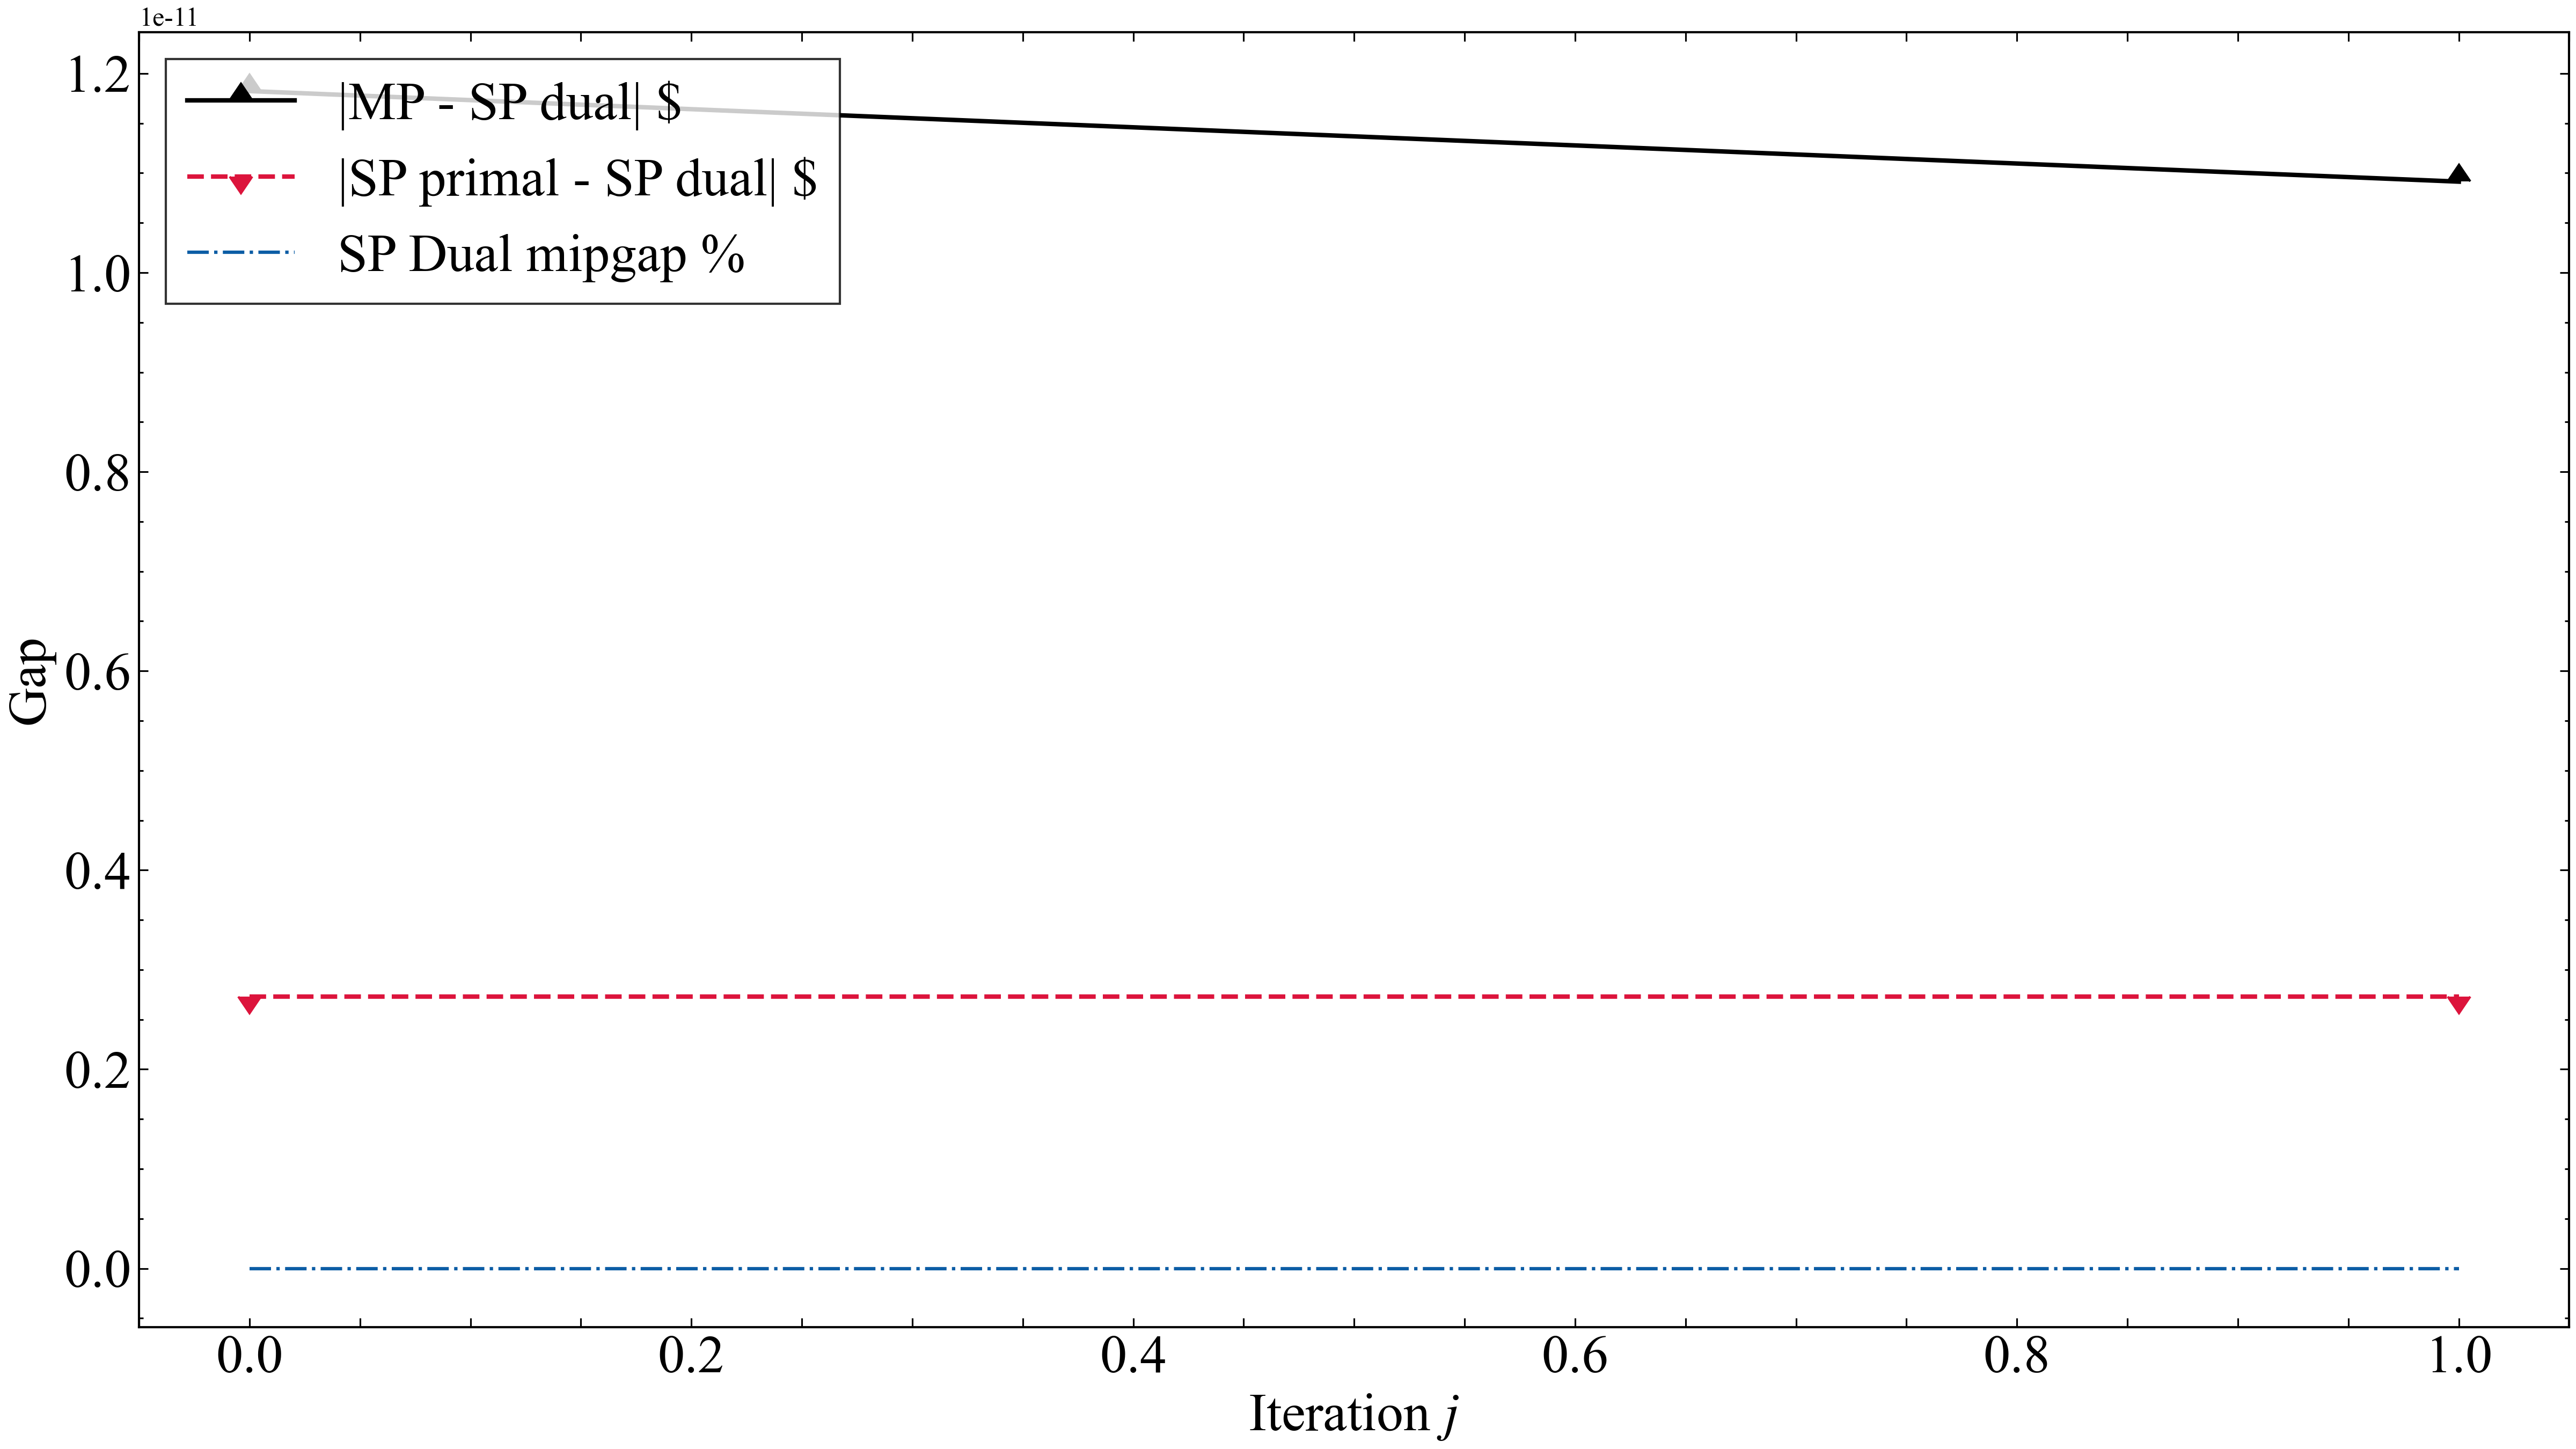 1e-11
1.2
1.0
0.8
0.6
0.4
0.2
0.0
Gap
|MP - SP dual| $
|SP primal - SP dual| $
SP Dual mipgap %
0.0 0.2 0.4 0.6 0.8 1.0
Iteration j